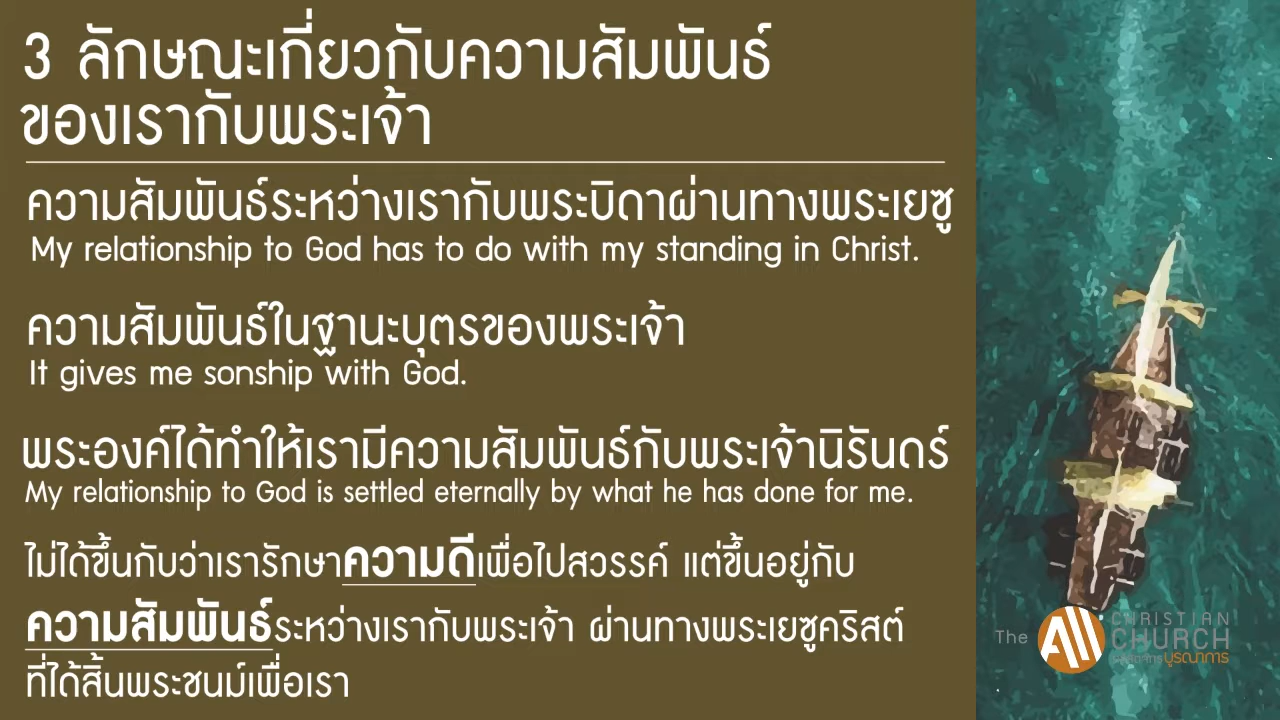 3 ลักษณะเกี่ยวกับความสัมพันธ์
ของเรากับพระเจ้า
ความสัมพันธ์ระหว่างเรากับพระบิดาผ่านทางพระเยซู
My relationship to God has to do with my standing in Christ.
ความสัมพันธ์ในฐานะบุตรของพระเจ้า
It gives me sonship with God.
พระองค์ได้ทำให้เรามีความสัมพันธ์กับพระเจ้านิรันดร์
My relationship to God is settled eternally by what he has done for me.
ไม่ได้ขึ้นกับว่าเรารักษาความดีเพื่อไปสวรรค์ แต่ขึ้นอยู่กับ
ความสัมพันธ์ระหว่างเรากับพระเจ้า ผ่านทางพระเยซูคริสต์
ที่ได้สิ้นพระชนม์เพื่อเรา
The All CHRISTIAN
CHURCH
บูรณาการ